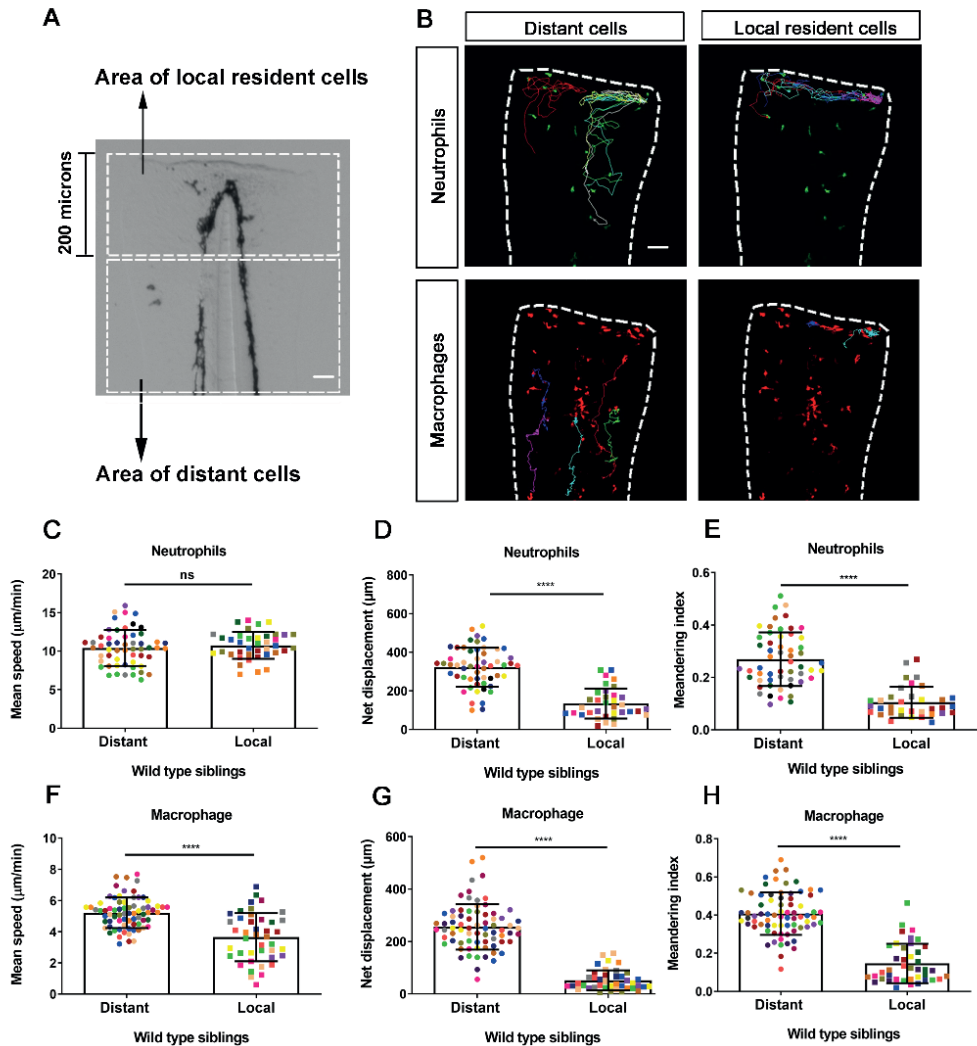 A
Area of local resident cells
200 microns
Area of distant cells
B
Distant cells
Local resident cells
Neutrophils
Macrophages
C
Neutrophils
ns
Mean speed (μm/min)
20
15
10
5
0
Distant
Local
Wild type siblings
D
Neutrophils
****
Net displacement (μm)
800
600
400
200
0
Distant
Local
Wild type siblings
E
Neutrophils
****
Meandering index
0.6
0.4
0.2
0.0
Distant
Local
Wild type siblings
F
Macrophage
****
Mean speed (μm/min)
10
8
6
4
2
0
Distant
Local
Wild type siblings
G
Macrophage
****
Net displacement (μm)
600
400
200
0
Distant
Local
Wild type siblings
H
Macrophage
****
Meandering index
0.8
0.6
0.4
0.2
0.0
Distant
Local
Wild type siblings